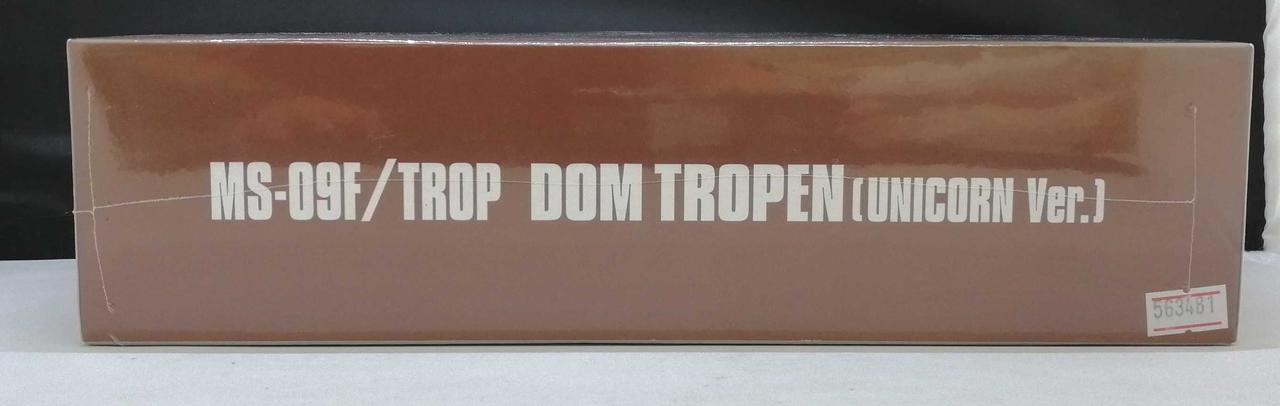 MS-09F/TROP DOM TROPEN (UNICORN Ver.)
563481